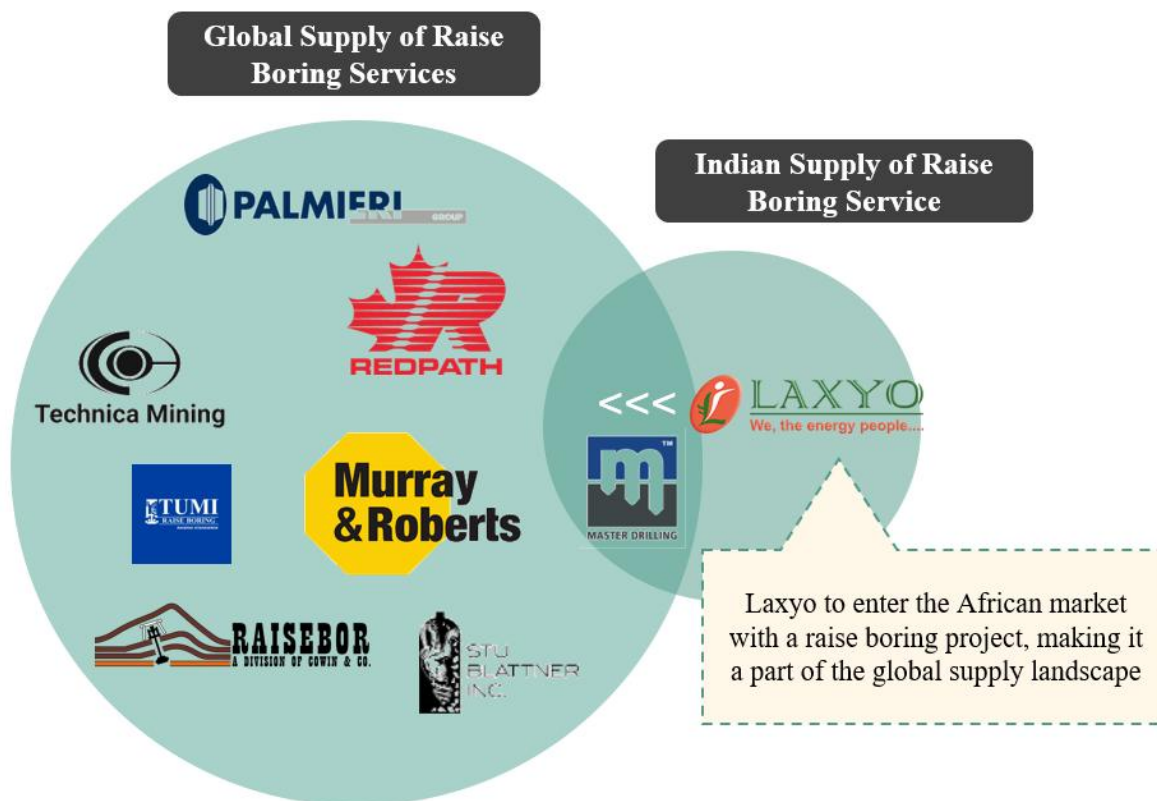 Global Supply of Raise
Boring Services
Indian Supply of Raise
Boring Service
PALMIERI
GROUP
REDPATH
Technica Mining
<<<
LAXYO
We, the energy people....
TUMI
RAISE BORING
Murray
&Roberts
TM
MASTER DRILLING
RAISEBOR
A DIVISION OF COWIN & CO.
STU
BLATTNER
INC.
Laxyo to enter the African market
with a raise boring project, making it
a part of the global supply landscape